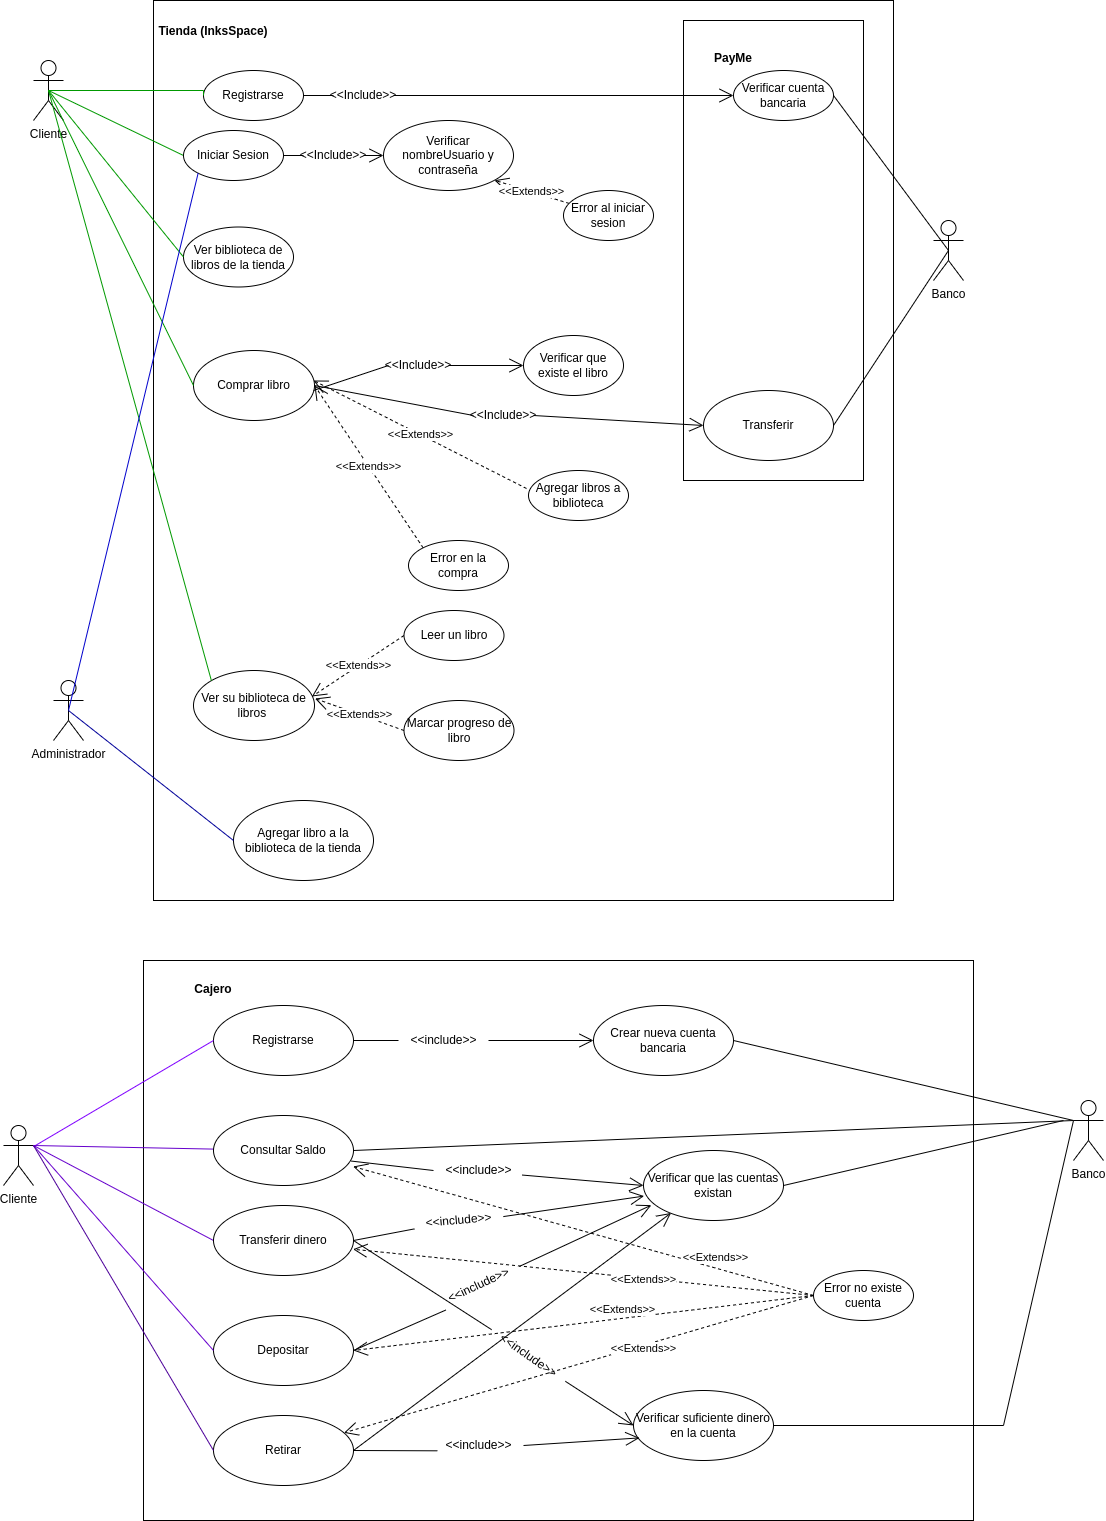 Tienda (InksSpace)
PayMe
Cliente
Registrarse
<<Include>>
Verificar cuenta
bancaria
Iniciar Sesion
<<Include>>
Verificar
nombreUsuario y
contraseña
<<Extends>>
Error al iniciar
sesion
Ver biblioteca de
libros de la tienda
Banco
Comprar libro
<<Include>>
Verificar que
existe el libro
<<Include>>
Transferir
<<Extends>>
<<Extends>>
Agregar libros a
biblioteca
Error en la
compra
Leer un libro
<<Extends>>
Ver su biblioteca de
libros
<<Extends>>
Marcar progreso de
libro
Administrador
Agregar libro a la
biblioteca de la tienda
Cajero
Registrarse
<<include>>
Crear nueva cuenta
bancaria
Cliente
Banco
Consultar Saldo
<<include>>
Verificar que las cuentas
existan
Transferir dinero
<<include>>
<<Extends>>
<<include>>
<<Extends>>
Error no existe
cuenta
<<Extends>>
Depositar
<<include>>
<<Extends>>
Verificar suficiente dinero
en la cuenta
Retirar
<<include>>